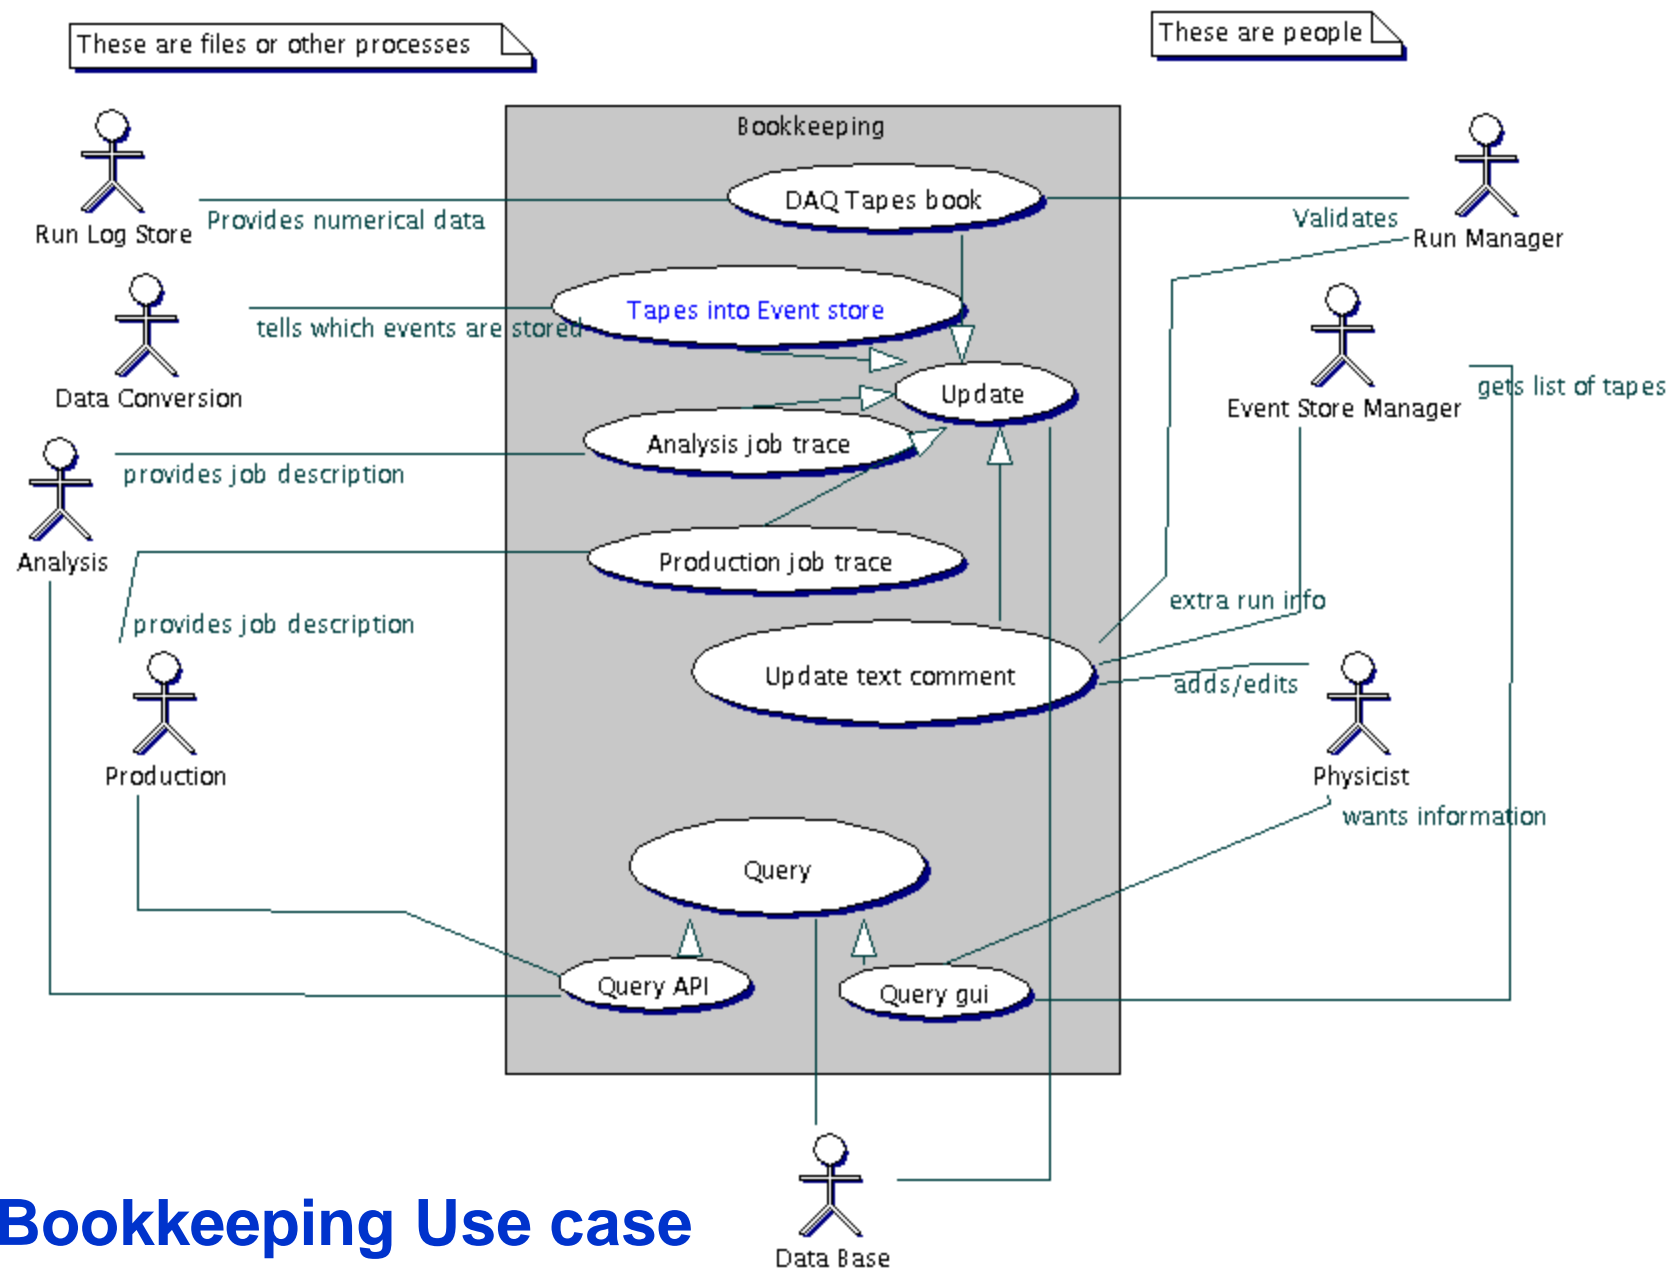 These are files or other processes
These are people
Bookkeeping
DAQ Tapes book
Provides numerical data
Validates
Run Log Store
Run Manager
Tapes into Event store
tells which events are stored
Data Conversion
Update
gets list of tapes
Event Store Manager
Analysis job trace
provides job description
Analysis
Production job trace
extra run info
provides job description
Update text comment
adds/edits
Production
Physicist
wants information
Query
Query API
Query gui
Bookkeeping Use case
Data Base